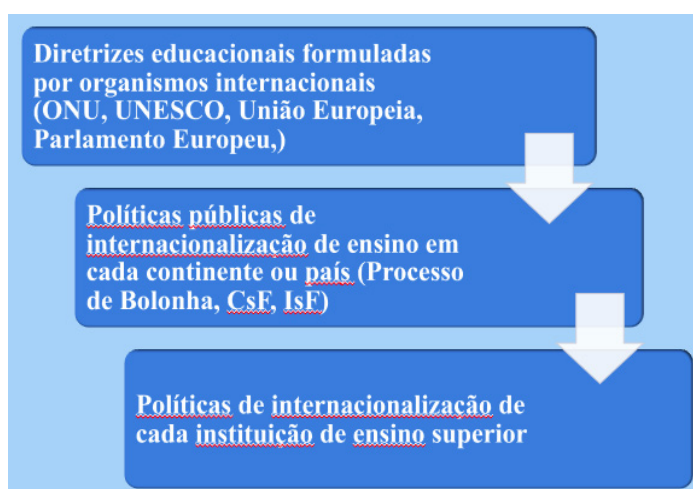 Diretrizes educacionais formuladas
por organismos internacionais
(ONU, UNESCO, União Europeia,
Parlamento Europeu,)
Políticas públicas de
internacionalização de ensino em
cada continente ou país (Processo
de Bolonha, CsF, IsF)
Políticas de internacionalização de
cada instituição de ensino superior